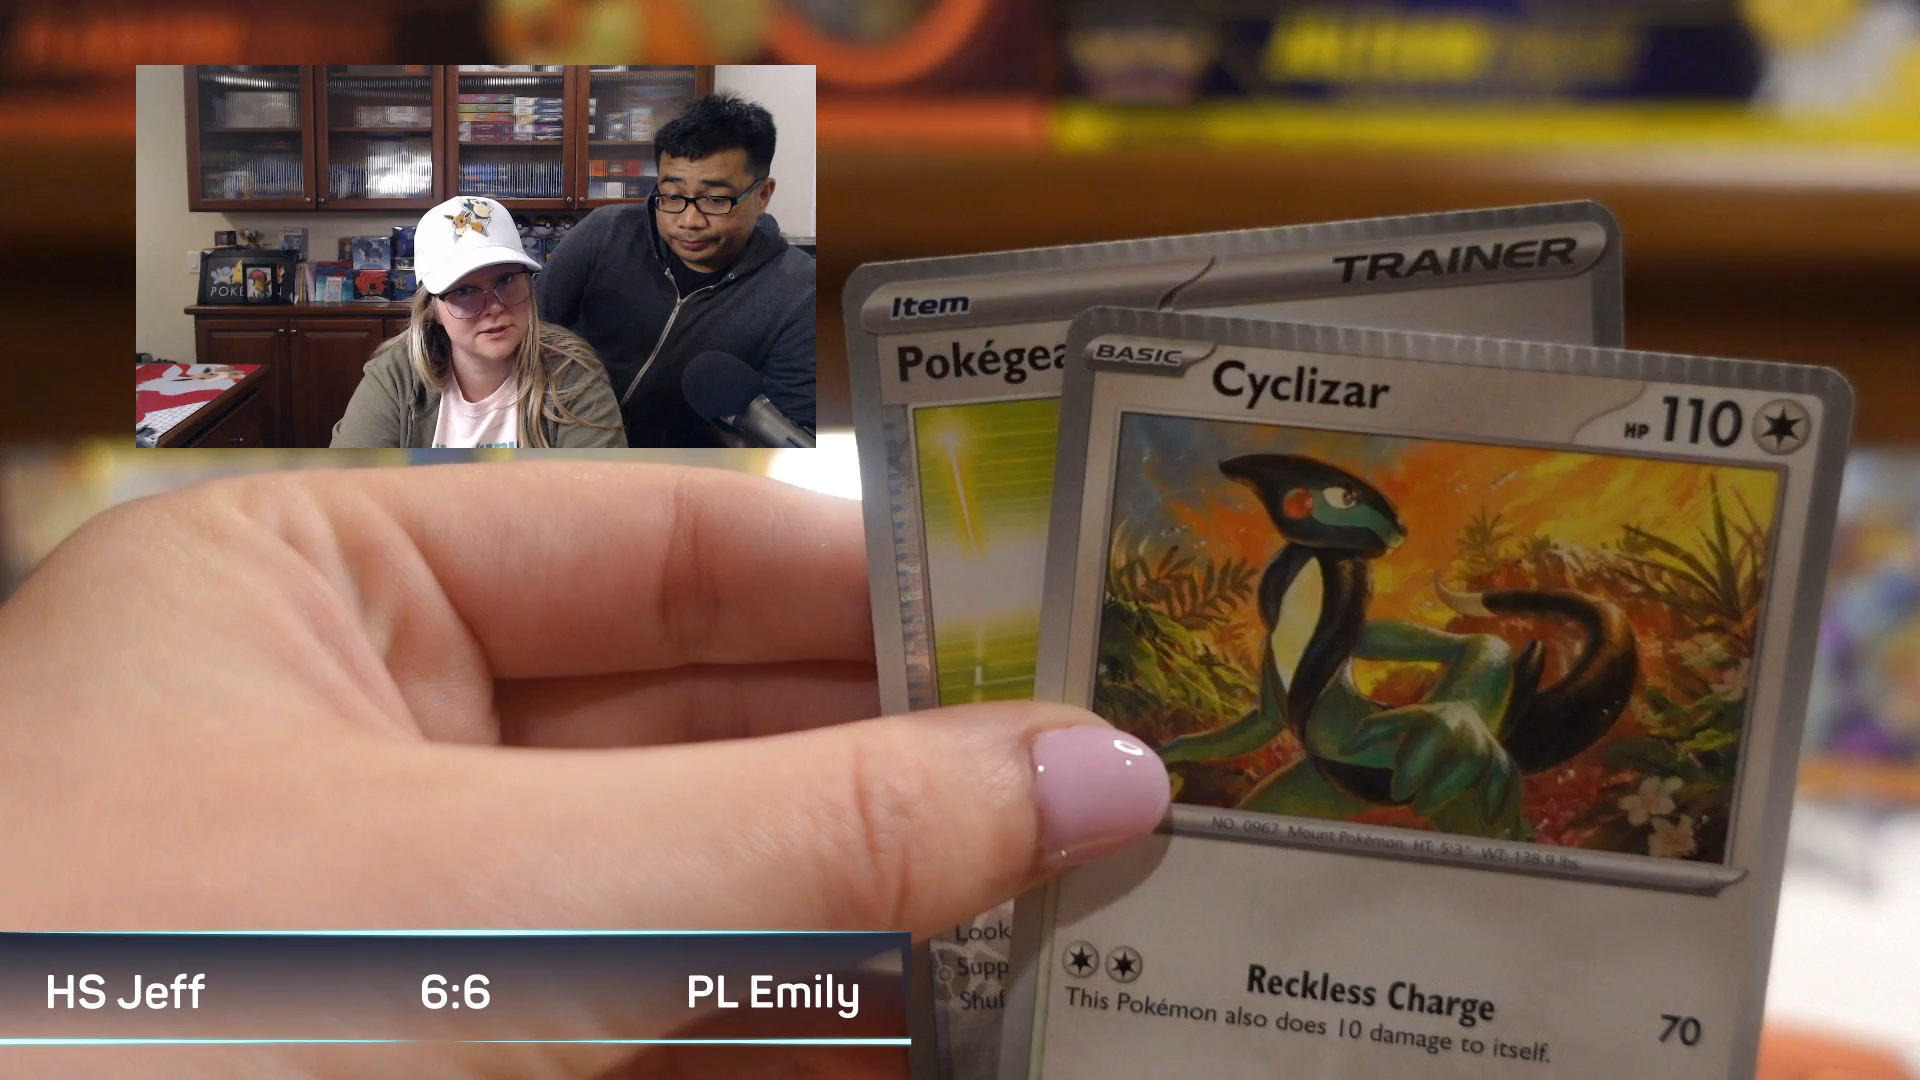 POKÉ
Item
TRAINER
Pokégea
BASIC
Cyclizar
HP 110
NO. 0967 Mount Pokémon HT: 5'3" WT: 138.9 lbs.
Look
Supp
Shuf
Reckless Charge
70
This Pokémon also does 10 damage to itself.
HS Jeff
6:6
PL Emily